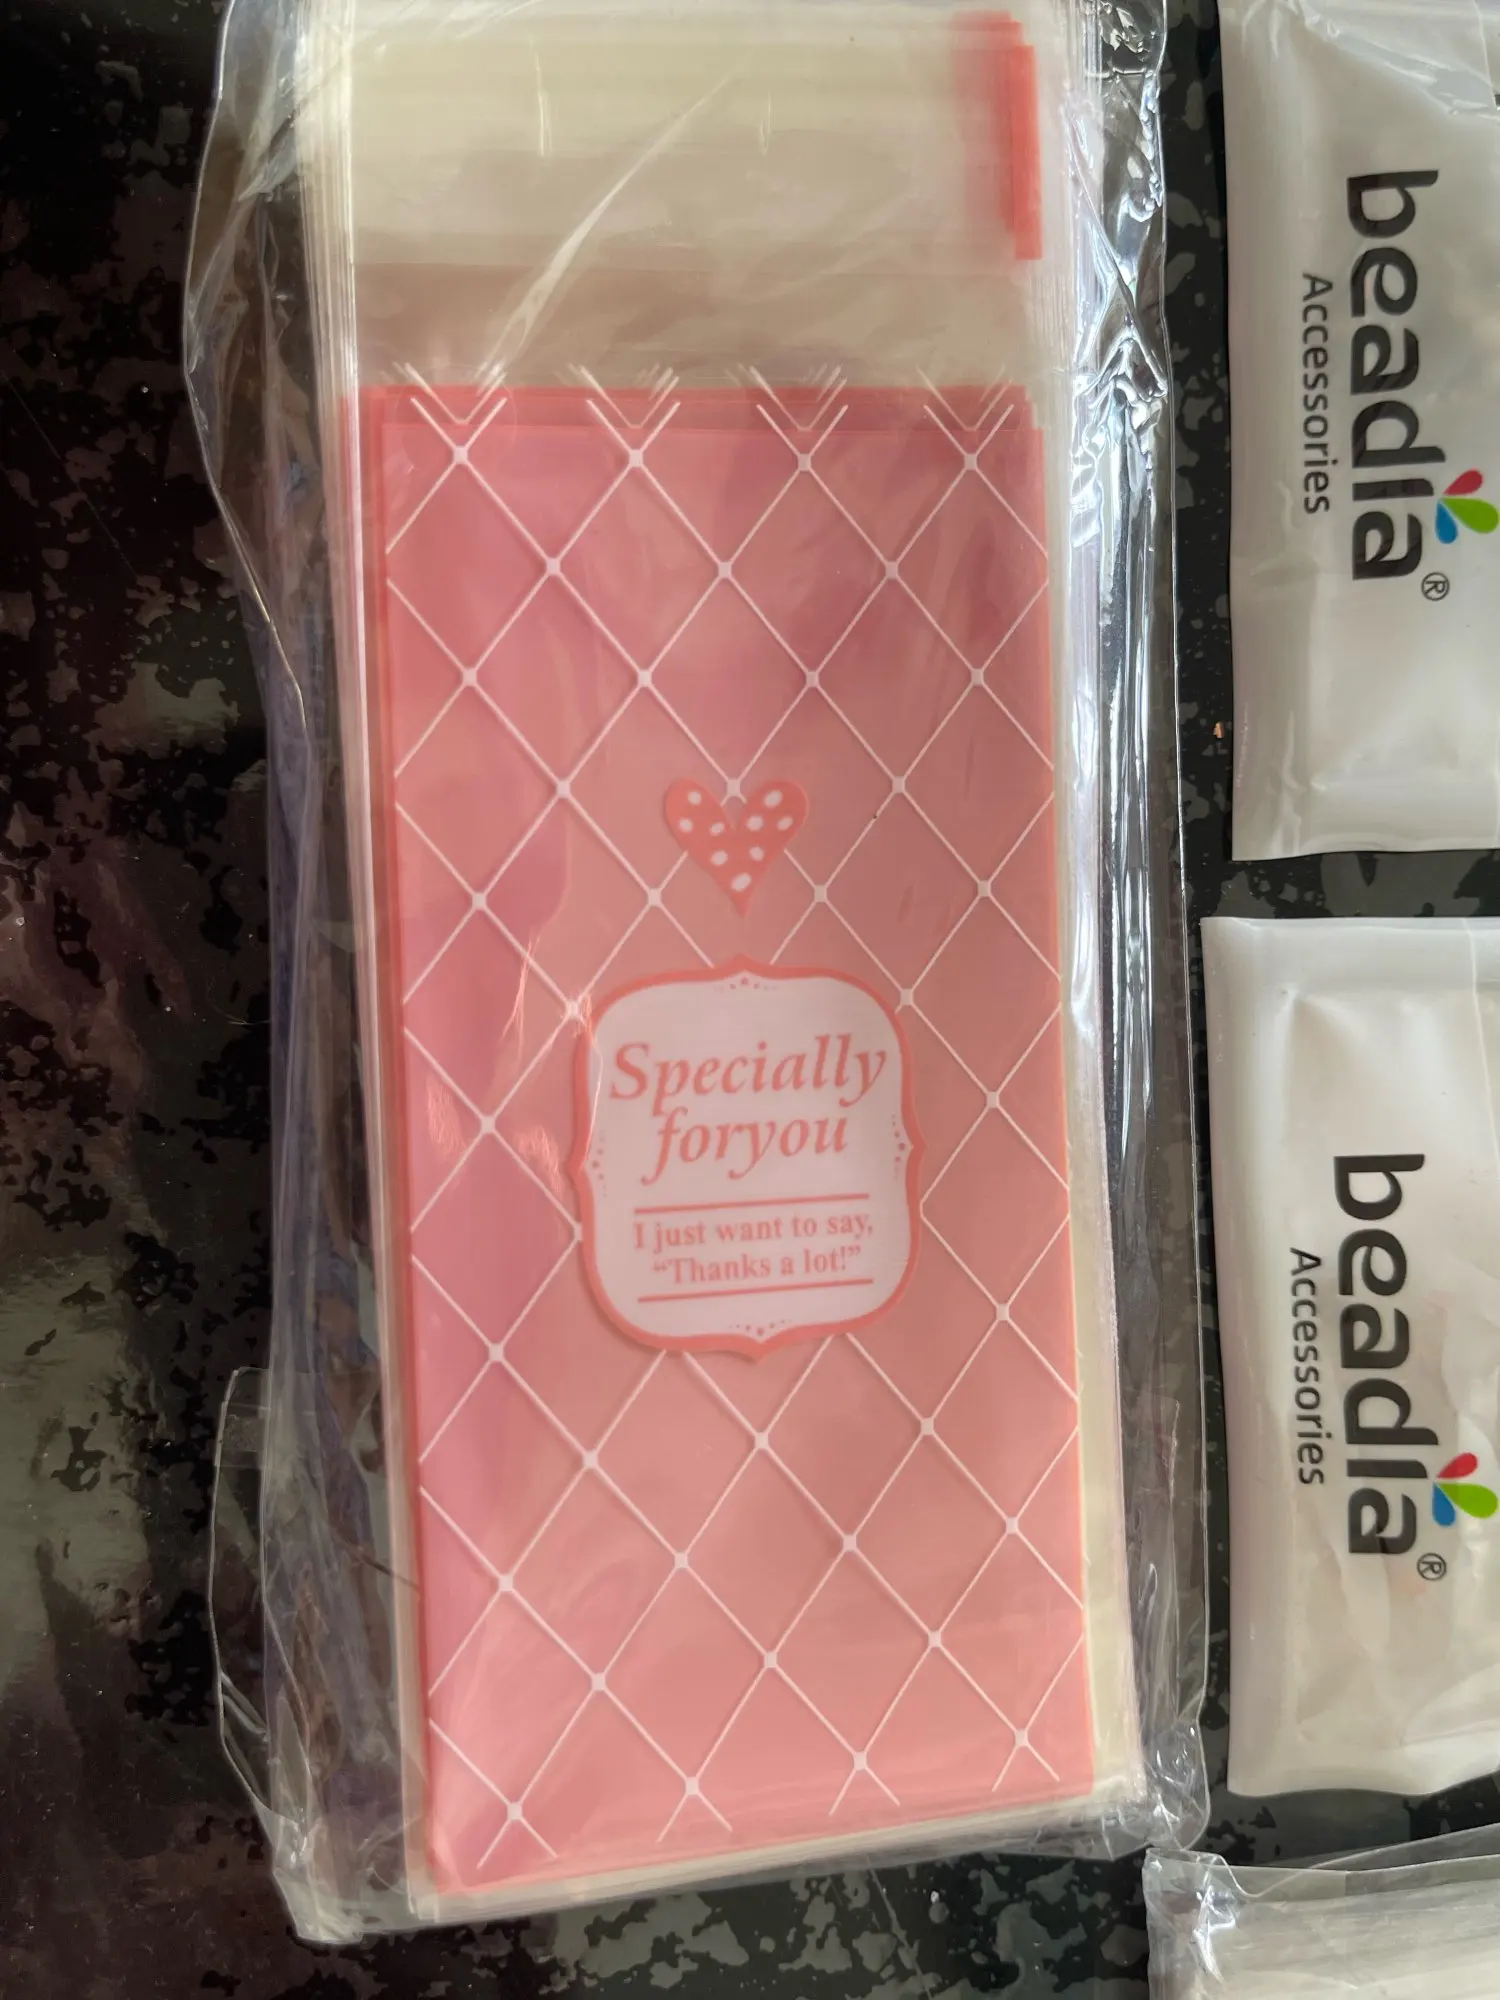 Specially
foryou
I just want to say,
“Thanks a lot!”
beadia®
Accessories
beadia®
Accessories